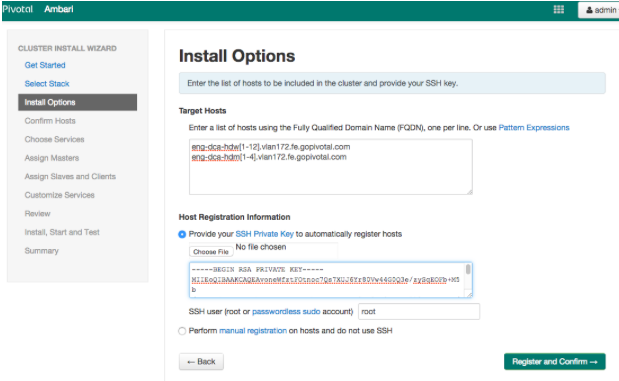 Pivotal Ambari
admin
CLUSTER INSTALL WIZARD
Get Started
Select Stack
Install Options
Confirm Hosts
Choose Services
Assign Masters
Assign Slaves and Clients
Customize Services
Review
Install, Start and Test
Summary
Install Options
Enter the list of hosts to be included in the cluster and provide your SSH key.
Target Hosts
Enter a list of hosts using the Fully Qualified Domain Name (FQDN), one per line. Or use Pattern Expressions
eng-dca-hdw[1-12].vlan172.fe.gopivotal.com
eng-dca-hdm[1-4].vlan172.fe.gopivotal.com
Host Registration Information
Provide your SSH Private Key to automatically register hosts
Choose File No file chosen
-----BEGIN RSA PRIVATE KEY-----
b
SSH user (root or passwordless sudo account) root
Perform manual registration on hosts and do not use SSH
← Back
Register and Confirm →